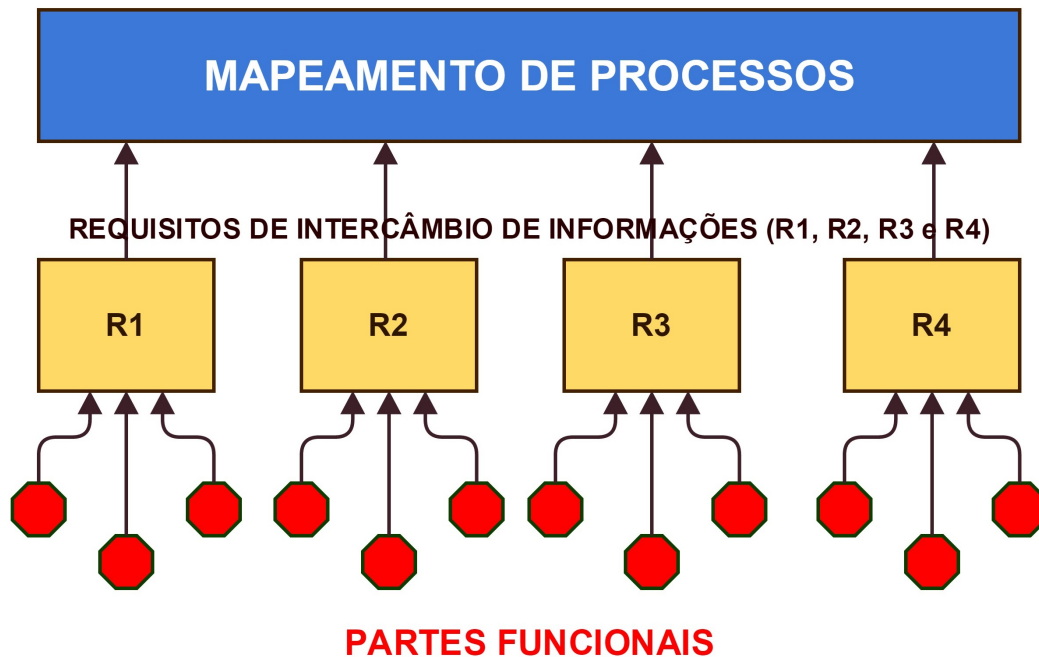 MAPEAMENTO DE PROCESSOS
REQUISITOS DE INTERCÂMBIO DE INFORMAÇÕES (R1, R2, R3 e R4)
R1 R2 R3 R4
PARTES FUNCIONAIS